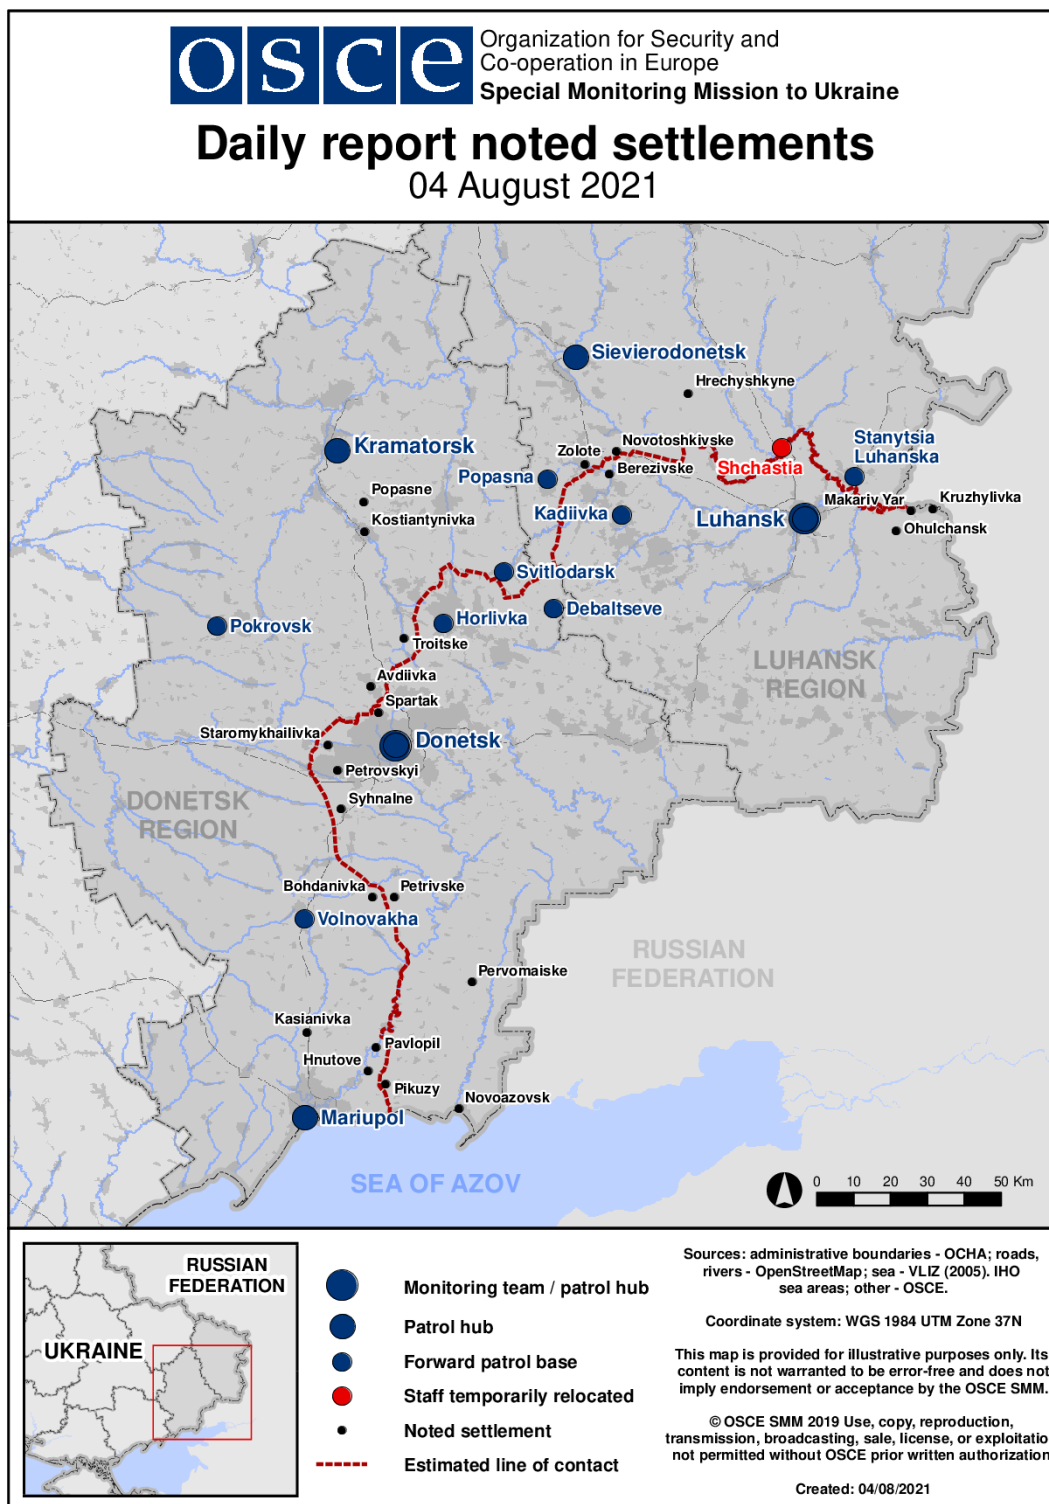 osce
Organization for Security and
Co-operation in Europe
Special Monitoring Mission to Ukraine
Daily report noted settlements
04 August 2021
Sievierodonetsk
Hrechyshkyne
Kramatorsk
Zolote
Novotoshkivske
Berezivske
Shchastia
Stanytsia
Luhanska
Popasna
Popasne
Kadiivka
Luhansk
Makariv Yar
Kruzhylivka
Ohulchansk
Kostiantynivka
Svitlodarsk
Debaltseve
Horlivka
Pokrovsk
Troitske
LUHANSK
REGION
Avdiivka
Spartak
Staromykhailivka
Donetsk
Petrovskyi
DONETSK
REGION
Syhnalne
Bohdanivka
Petrivske
Volnovakha
RUSSIAN
FEDERATION
Pervomaiske
Kasianivka
Pavlopil
Hnutove
Pikuzy
Novoazovsk
Mariupol
SEA OF AZOV
0 10 20 30 40 50 Km
RUSSIAN
FEDERATION
UKRAINE
Monitoring team / patrol hub
Patrol hub
Forward patrol base
Staff temporarily relocated
Noted settlement
Estimated line of contact
Sources: administrative boundaries - OCHA; roads,
rivers - OpenStreetMap; sea - VLIZ (2005). IHO
sea areas; other - OSCE.
Coordinate system: WGS 1984 UTM Zone 37N
This map is provided for illustrative purposes only. Its
content is not warranted to be error-free and does not
imply endorsement or acceptance by the OSCE SMM.
© OSCE SMM 2019 Use, copy, reproduction,
transmission, broadcasting, sale, license, or exploitatio
not permitted without OSCE prior written authorization
Created: 04/08/2021